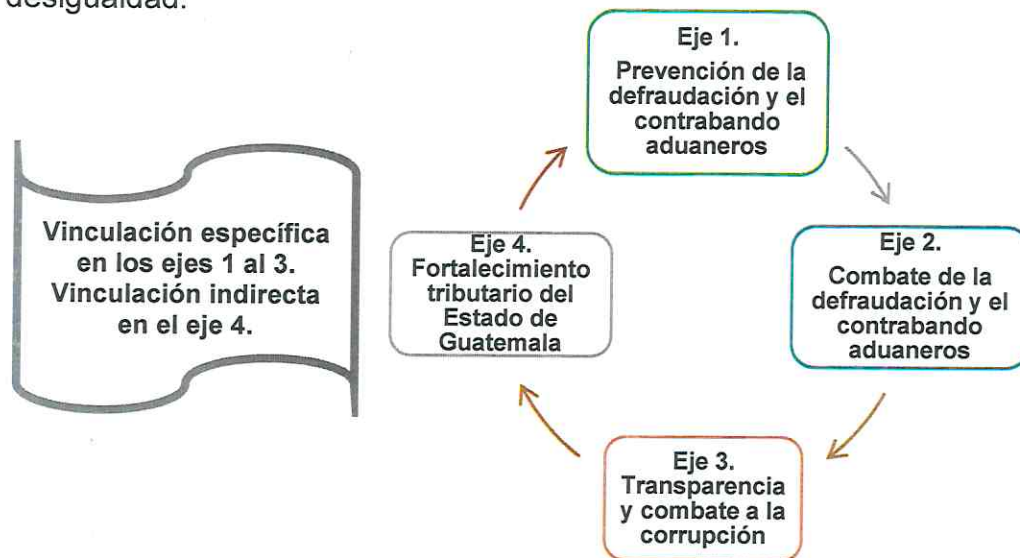 desigualdad.
Eje 1.
Prevención de la
defraudación y el
contrabando
aduaneros
Vinculación específica
en los ejes 1 al 3.
Vinculación indirecta
en el eje 4.
Eje 4.
Fortalecimiento
tributario del
Estado de
Guatemala
Eje 2.
Combate de la
defraudación y el
contrabando
aduaneros
Eje 3.
Transparencia
y combate a la
corrupción